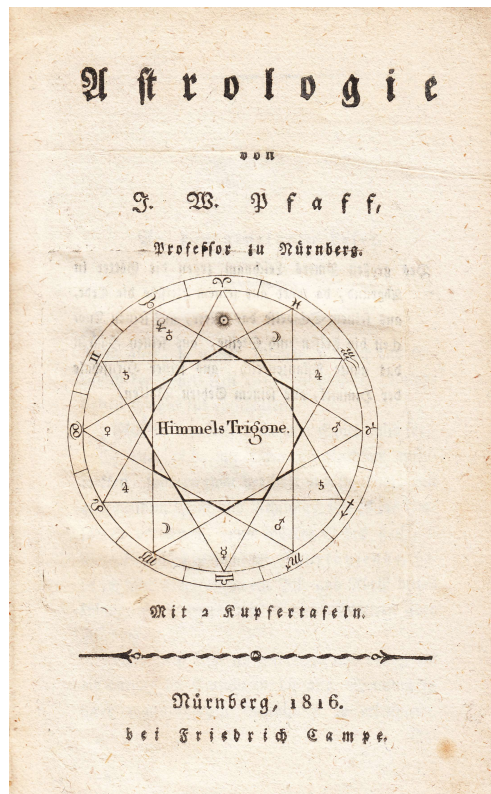 Astrologie
von
J. W. Pfaff,
Professor zu Nürnberg.
Himmels Trigone.
Mit 2 Kupfertafeln.
Nürnberg, 1816.
bei Friedrich Campe.